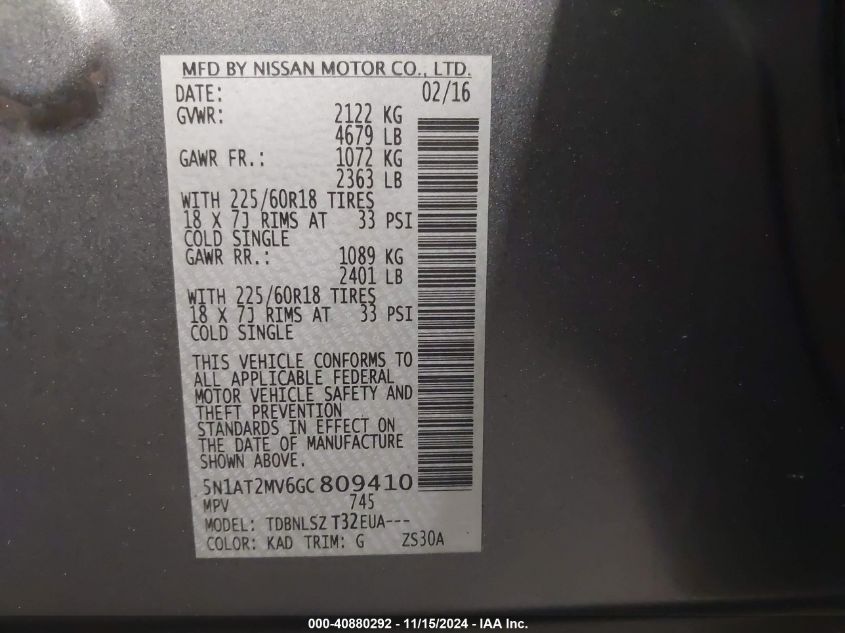 MFD BY NISSAN MOTOR CO., LTD.
DATE: 02/16
GVWR: 2122 KG
4679 LB
GAWR FR.: 1072 KG
2363 LB
WITH 225/60R18 TIRES
18 X 7J RIMS AT 33 PSI
COLD SINGLE
GAWR RR.: 1089 KG
2401 LB
WITH 225/60R18 TIRES
18 X 7J RIMS AT 33 PSI
COLD SINGLE
THIS VEHICLE CONFORMS TO
ALL APPLICABLE FEDERAL
MOTOR VEHICLE SAFETY AND
THEFT PREVENTION
STANDARDS IN EFFECT ON
THE DATE OF MANUFACTURE
SHOWN ABOVE.
5N1AT2MV6GC809410
MPV 745
MODEL: TDBNLSZ T32EUA---
COLOR: KAD TRIM: G ZS30A
000-40880292 - 11/15/2024 - IAA Inc.